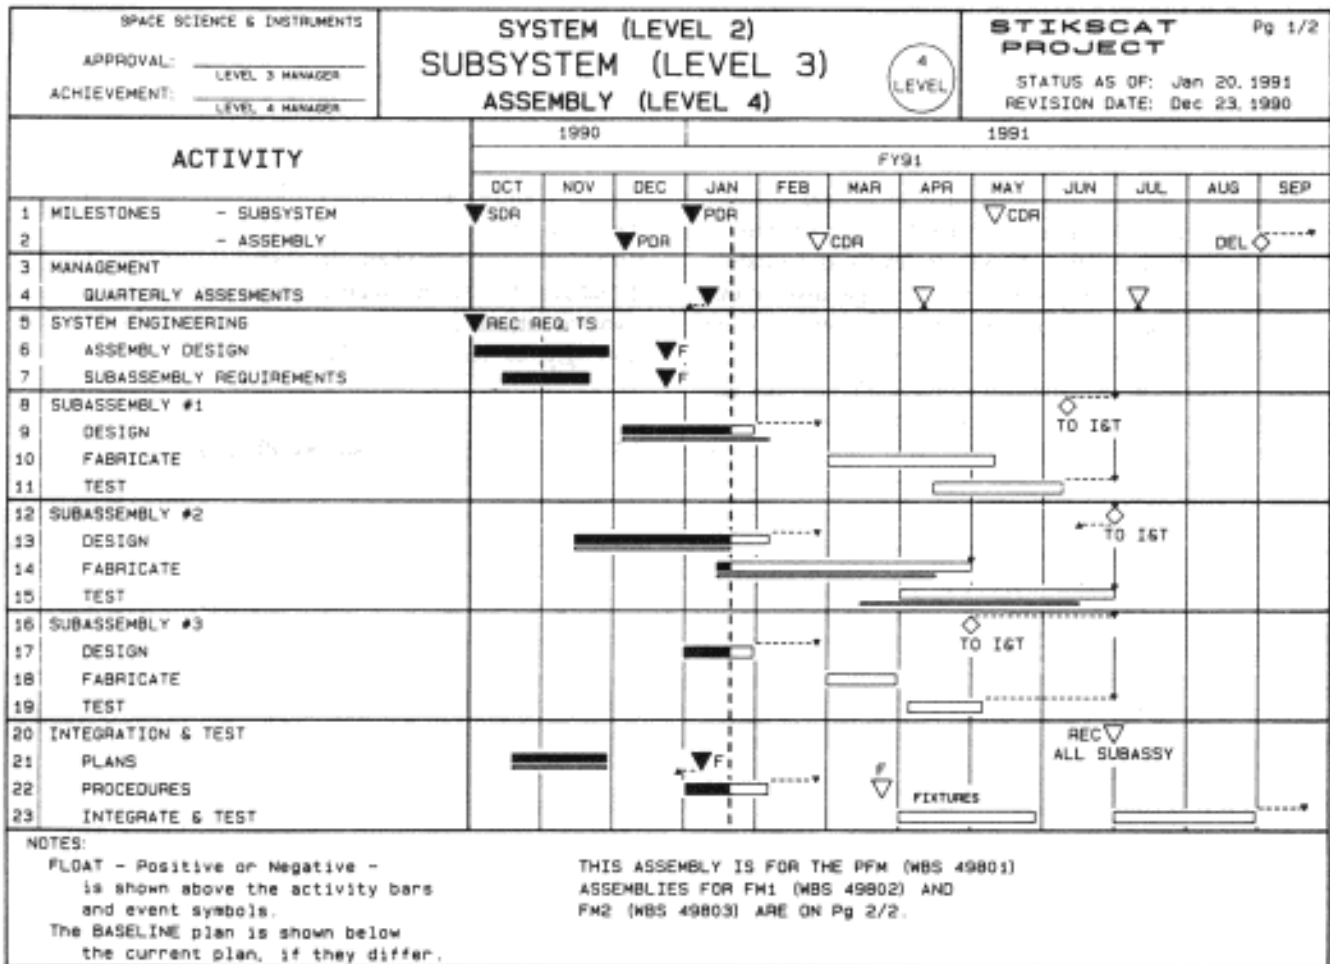 SPACE SCIENCE & INSTRUMENTS
APPROVAL:
LEVEL 3 MANAGER
ACHIEVEMENT:
LEVEL 4 MANAGER
SYSTEM (LEVEL 2)
SUBSYSTEM (LEVEL 3)
ASSEMBLY (LEVEL 4)
4
LEVEL
STIKSCAT
PROJECT
Pg 1/2
STATUS AS OF: Jan 20, 1991
REVISION DATE: Dec 23, 1990
ACTIVITY
1990 1991
FY91
OCT NOV DEC JAN FEB MAR APR MAY JUN JUL AUG SEP
1 MILESTONES - SUBSYSTEM SDR PDR CDR
2 - ASSEMBLY PDR CDR DEL
3 MANAGEMENT
4 QUARTERLY ASSESMENTS
5 SYSTEM ENGINEERING REC REQ, TS
6 ASSEMBLY DESIGN F
7 SUBASSEMBLY REQUIREMENTS F
8 SUBASSEMBLY #1
TO I&T
9 DESIGN
10 FABRICATE
11 TEST
12 SUBASSEMBLY #2
TO I&T
13 DESIGN
14 FABRICATE
15 TEST
16 SUBASSEMBLY #3
TO I&T
17 DESIGN
18 FABRICATE
19 TEST
20 INTEGRATION & TEST REC
ALL SUBASSY
21 PLANS F
22 PROCEDURES F
FIXTURES
23 INTEGRATE & TEST
NOTES:
FLOAT - Positive or Negative -
is shown above the activity bars
and event symbols.
The BASELINE plan is shown below
the current plan, if they differ.
THIS ASSEMBLY IS FOR THE PFM (WBS 49801)
ASSEMBLIES FOR FM1 (WBS 49802) AND
FM2 (WBS 49803) ARE ON Pg 2/2.